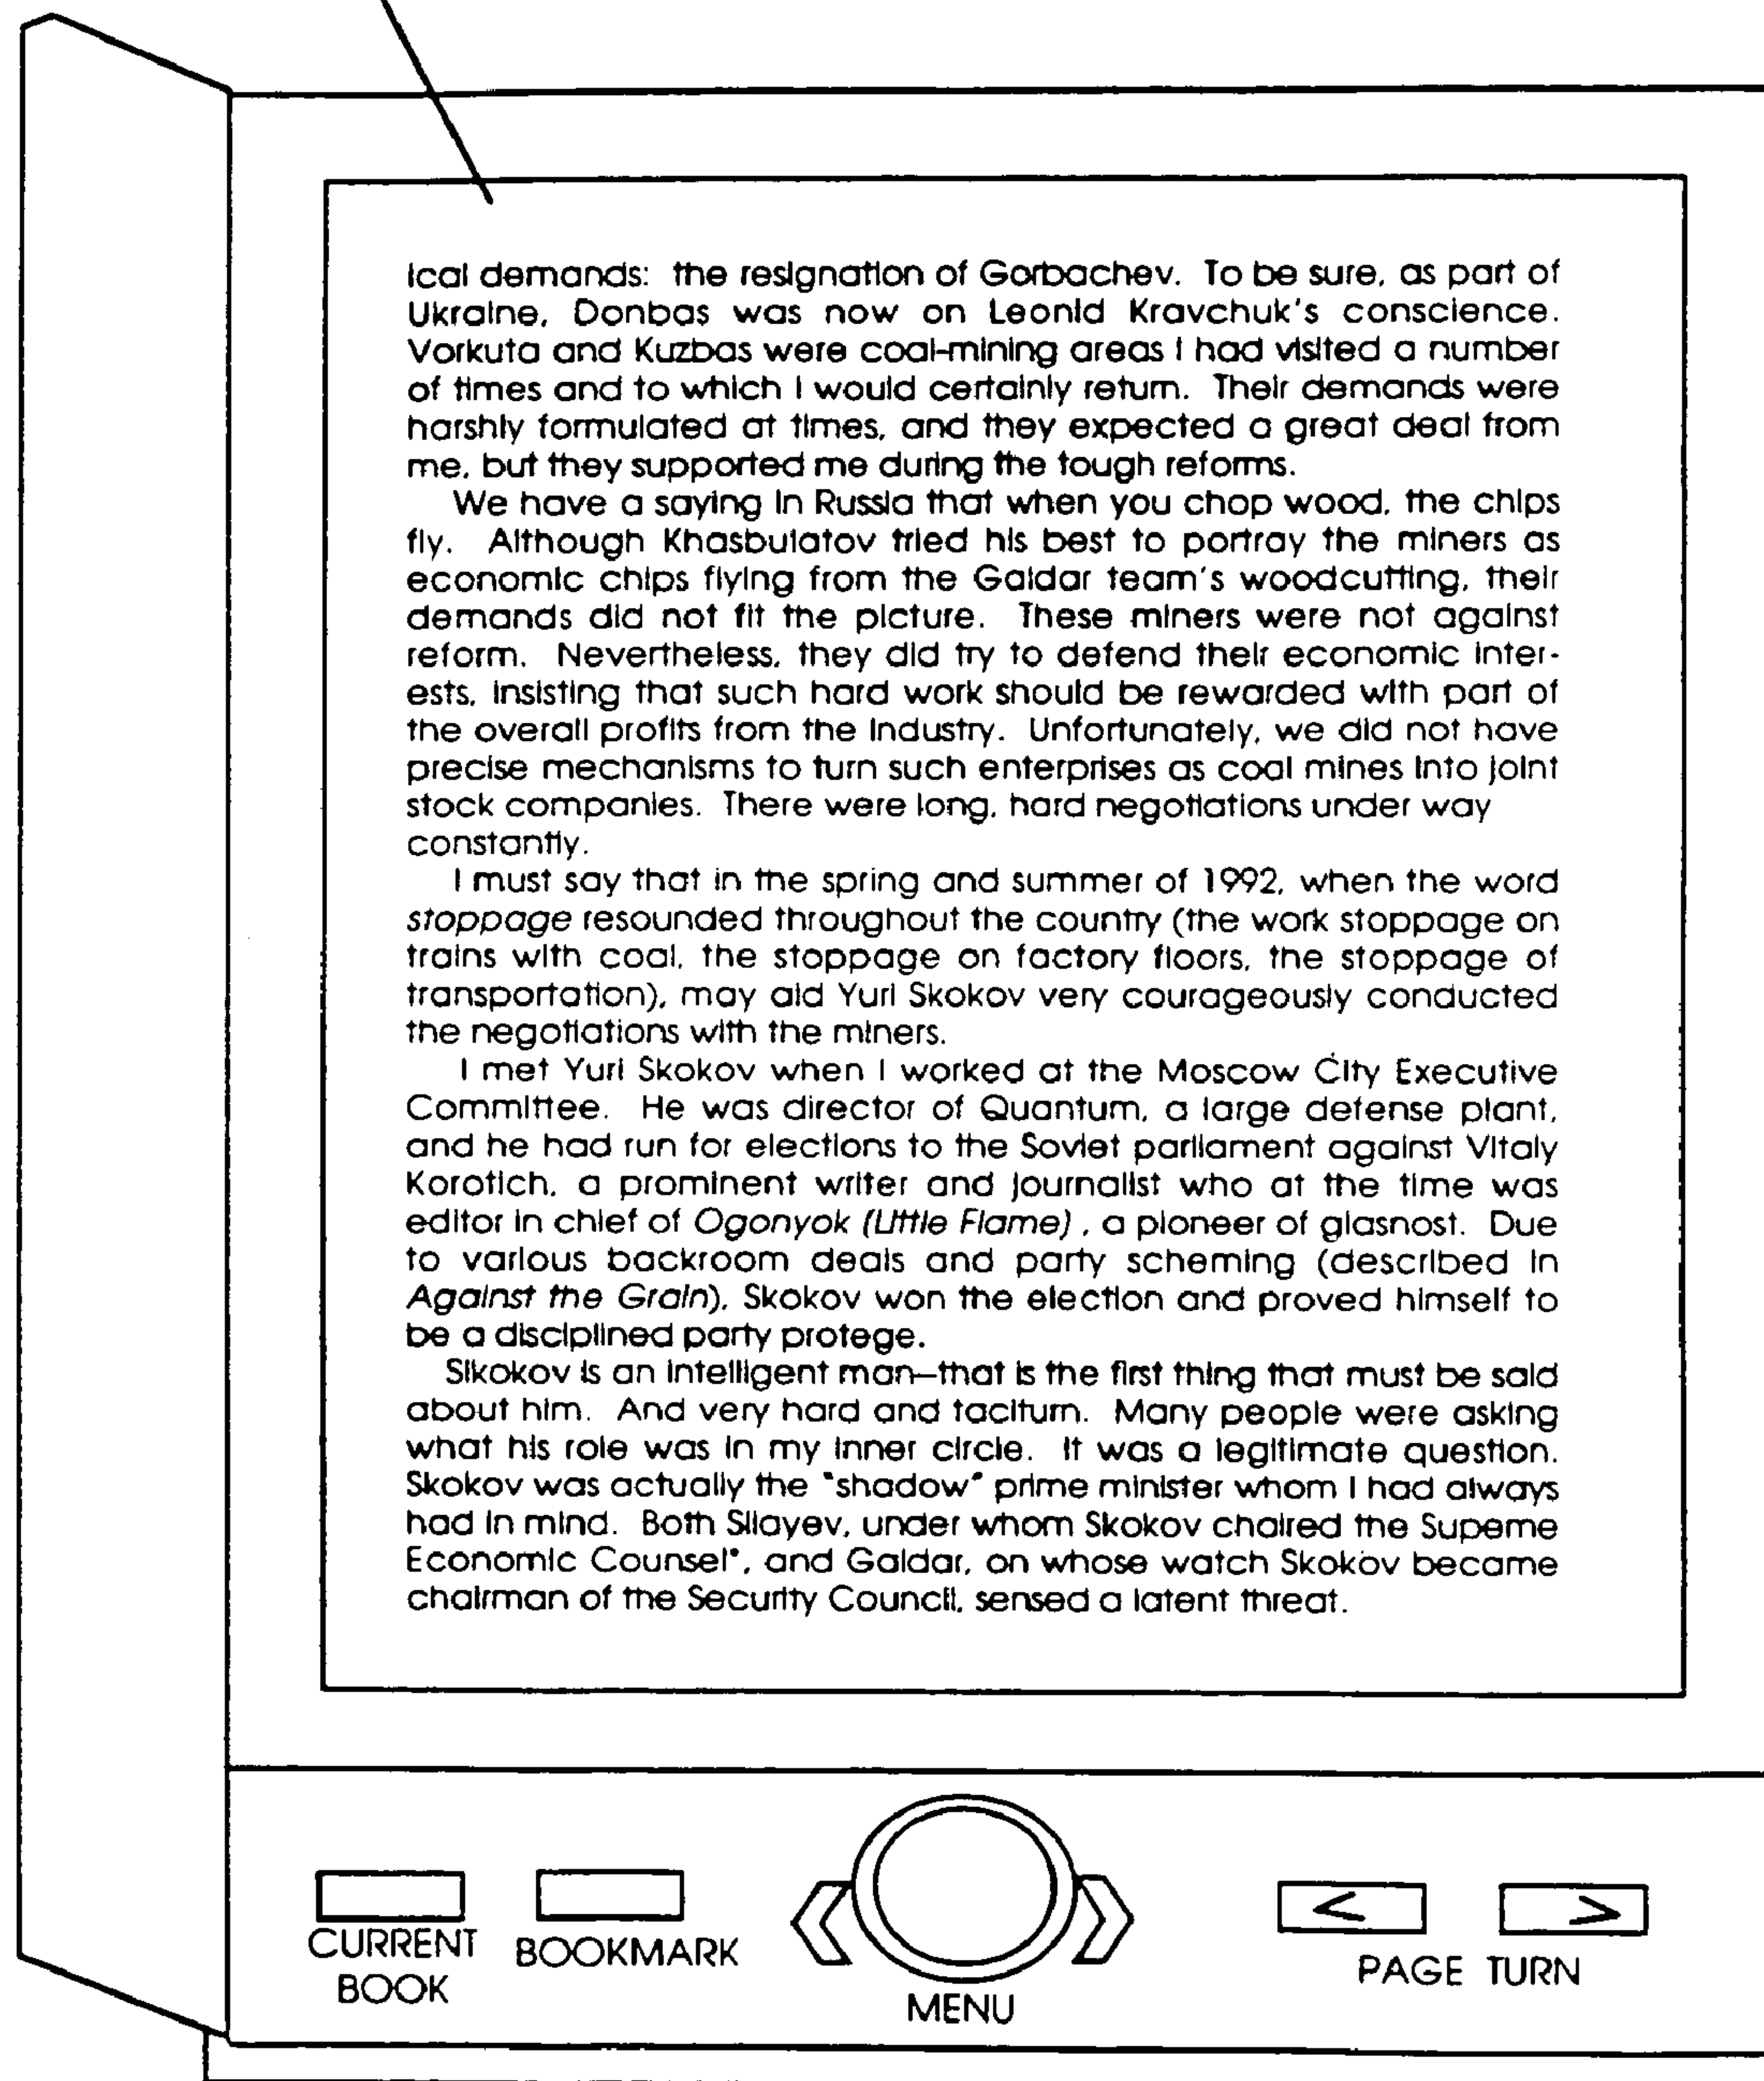 ical demands: the resignation of Gorbachev. To be sure, as part of
Ukraine, Donbas was now on Leonid Kravchuk's conscience.
Vorkuta and Kuzbas were coal-mining areas I had visited a number
of times and to which I would certainly return. Their demands were
harshly formulated at times, and they expected a great deal from
me, but they supported me during the tough reforms.
We have a saying in Russia that when you chop wood, the chips
fly. Although Khasbulatov tried his best to portray the miners as
economic chips flying from the Gaidar team's woodcutting, their
demands did not fit the picture. These miners were not against
reform. Nevertheless, they did try to defend their economic inter-
ests, insisting that such hard work should be rewarded with part of
the overall profits from the industry. Unfortunately, we did not have
precise mechanisms to turn such enterprises as coal mines into joint
stock companies. There were long, hard negotiations under way
constantly.
I must say that in the spring and summer of 1992, when the word
stoppage resounded throughout the country (the work stoppage on
trains with coal, the stoppage on factory floors, the stoppage of
transportation), may aid Yuri Skokov very courageously conducted
the negotiations with the miners.
I met Yuri Skokov when I worked at the Moscow City Executive
Committee. He was director of Quantum, a large defense plant,
and he had run for elections to the Soviet parliament against Vitaly
Korotich, a prominent writer and journalist who at the time was
editor in chief of Ogonyok (Little Flame) , a pioneer of glasnost. Due
to various backroom deals and party scheming (described in
Against the Grain), Skokov won the election and proved himself to
be a disciplined party protege.
Slkokov is an intelligent man—that is the first thing that must be said
about him. And very hard and taciturn. Many people were asking
what his role was in my inner circle. It was a legitimate question.
Skokov was actually the "shadow" prime minister whom I had always
had in mind. Both Silayev, under whom Skokov chaired the Supeme
Economic Counsel*, and Gaidar, on whose watch Skokov became
chairman of the Security Council, sensed a latent threat.
CURRENT BOOK
BOOKMARK
MENU
< >
PAGE TURN